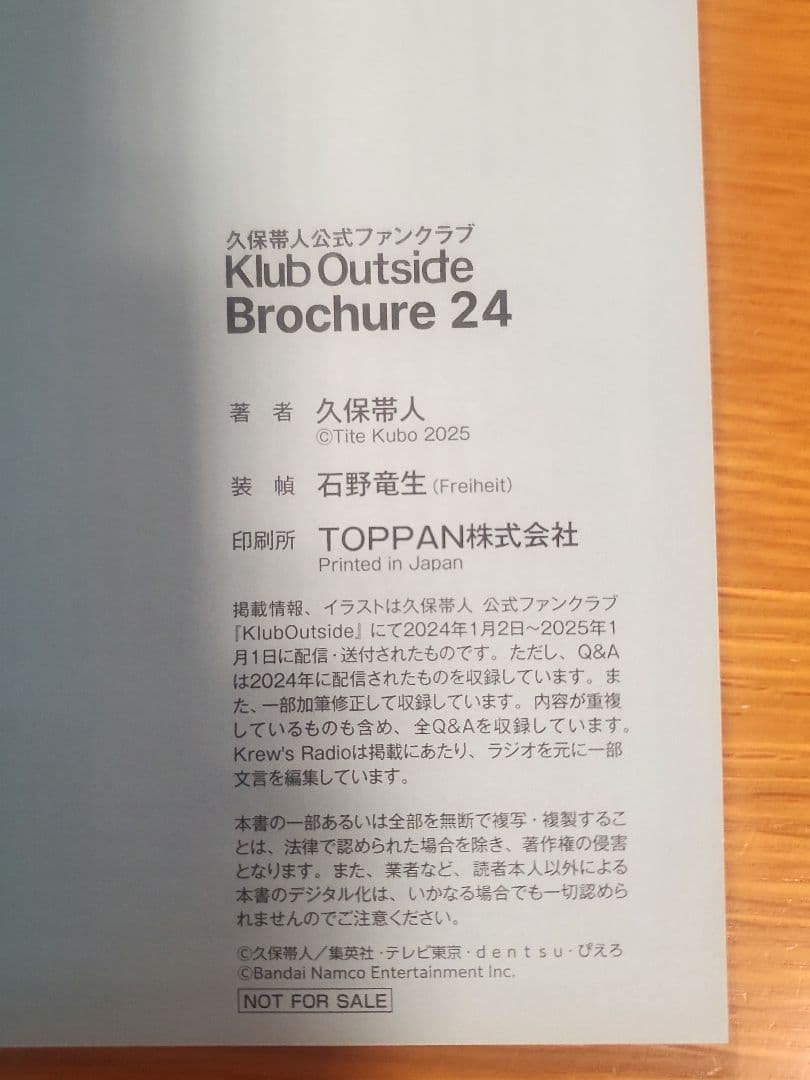 久保帯人公式ファンクラブ
Klub Outside
Brochure 24
著 者 久保帯人
©Tite Kubo 2025
装 幀 石野竜生(Freiheit)
印刷所 TOPPAN株式会社
Printed in Japan
掲載情報、イラストは久保帯人 公式ファンクラブ
『KlubOutside』にて2024年1月2日〜2025年1
月1日に配信・送付されたものです。ただし、Q&A
は2024年に配信されたものを収録しています。ま
た、一部加筆修正して収録しています。内容が重複
しているものも含め、全Q&Aを収録しています。
Krew's Radioは掲載にあたり、ラジオを元に一部
文言を編集しています。
本書の一部あるいは全部を無断で複写・複製するこ
とは、法律で認められた場合を除き、著作権の侵害
となります。また、業者など、読者本人以外による
本書のデジタル化は、いかなる場合でも一切認めら
れませんのでご注意ください。
©久保帯人/集英社・テレビ東京・dentsu・ぴえろ
©Bandai Namco Entertainment Inc.
NOT FOR SALE